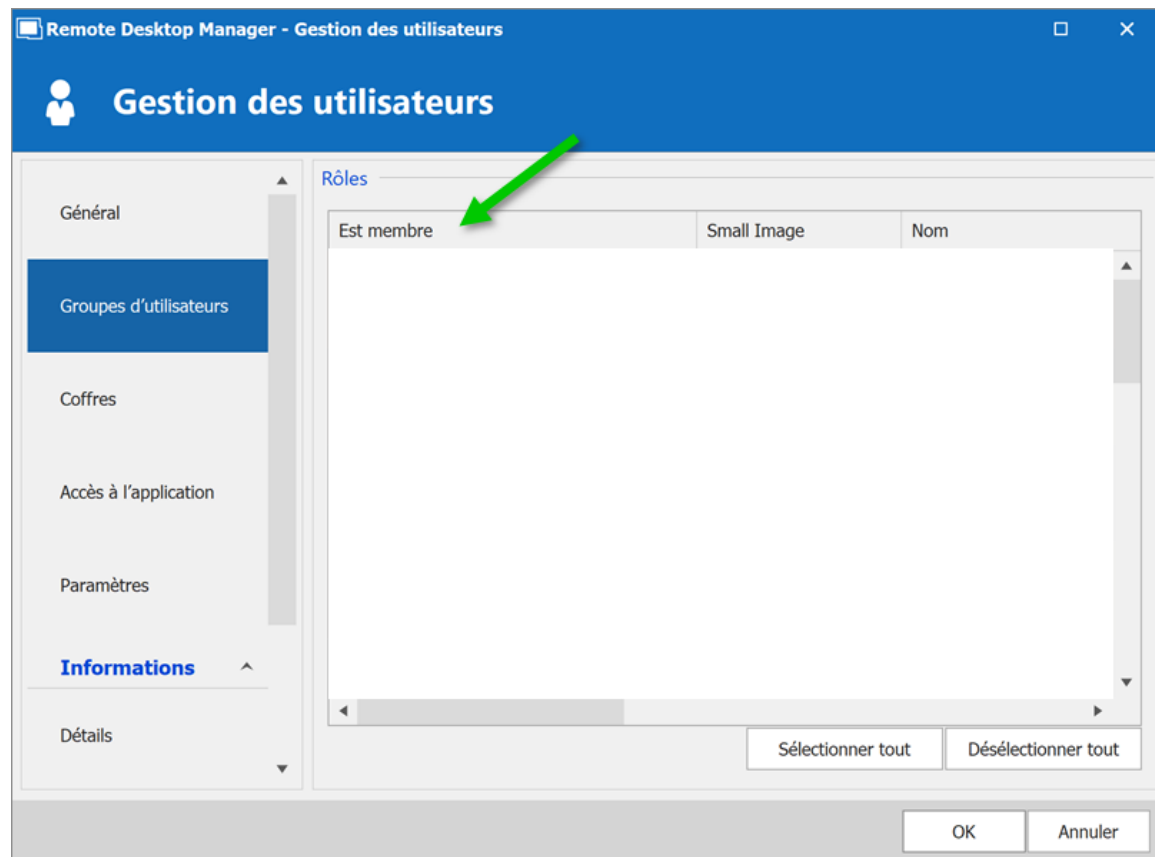 Remote Desktop Manager - Gestion des utilisateurs
Gestion des utilisateurs
Général
Groupes d’utilisateurs
Coffres
Accès à l’application
Paramètres
Informations
Détails
Rôles
Est membre Small Image Nom
Sélectionner tout Désélectionner tout
OK Annuler